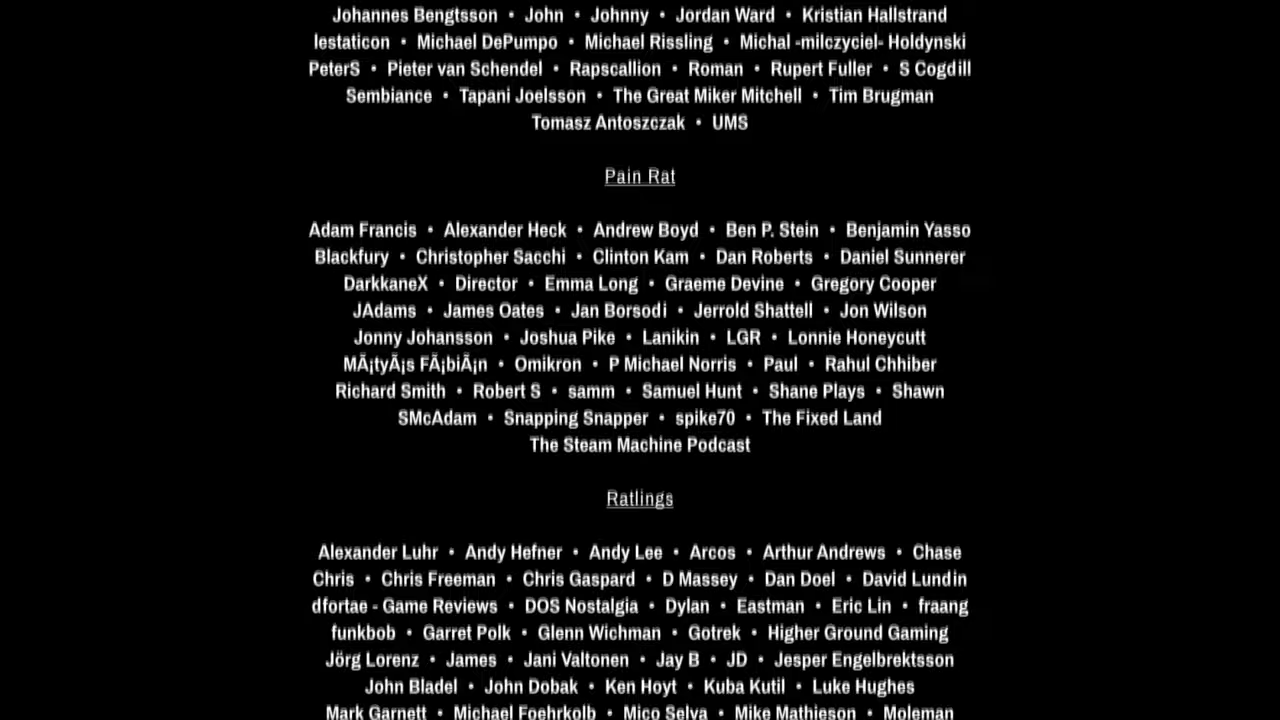 Johannes Bengtsson • John • Johnny • Jordan Ward • Kristian Hallstrand
lestaticon • Michael DePumpo • Michael Rissling • Michal -milczyciel- Holdynski
PeterS • Pieter van Schendel • Rapscallion • Roman • Rupert Fuller • S Cogdill
Sembiance • Tapani Joelsson • The Great Miker Mitchell • Tim Brugman
Tomasz Antoszczak • UMS
Pain Rat
Adam Francis • Alexander Heck • Andrew Boyd • Ben P. Stein • Benjamin Yasso
Blackfury • Christopher Sacchi • Clinton Kam • Dan Roberts • Daniel Sunnerer
DarkkaneX • Director • Emma Long • Graeme Devine • Gregory Cooper
JAdams • James Oates • Jan Borsodi • Jerrold Shattell • Jon Wilson
Jonny Johansson • Joshua Pike • Lanikin • LGR • Lonnie Honeycutt
MÃ¡tyÃ¡s FÃ¡biÃ¡n • Omikron • P Michael Norris • Paul • Rahul Chhiber
Richard Smith • Robert S • samm • Samuel Hunt • Shane Plays • Shawn
SMcAdam • Snapping Snapper • spike70 • The Fixed Land
The Steam Machine Podcast
Ratlings
Alexander Luhr • Andy Hefner • Andy Lee • Arcos • Arthur Andrews • Chase
Chris • Chris Freeman • Chris Gaspard • D Massey • Dan Doel • David Lundin
dfortae - Game Reviews • DOS Nostalgia • Dylan • Eastman • Eric Lin • fraang
funkbob • Garret Polk • Glenn Wichman • Gotrek • Higher Ground Gaming
Jörg Lorenz • James • Jani Valtonen • Jay B • JD • Jesper Engelbrektsson
John Bladel • John Dobak • Ken Hoyt • Kuba Kutil • Luke Hughes
Mark Garnett • Michael Foehrkolb • Mico Selva • Mike Mathieson • Moleman